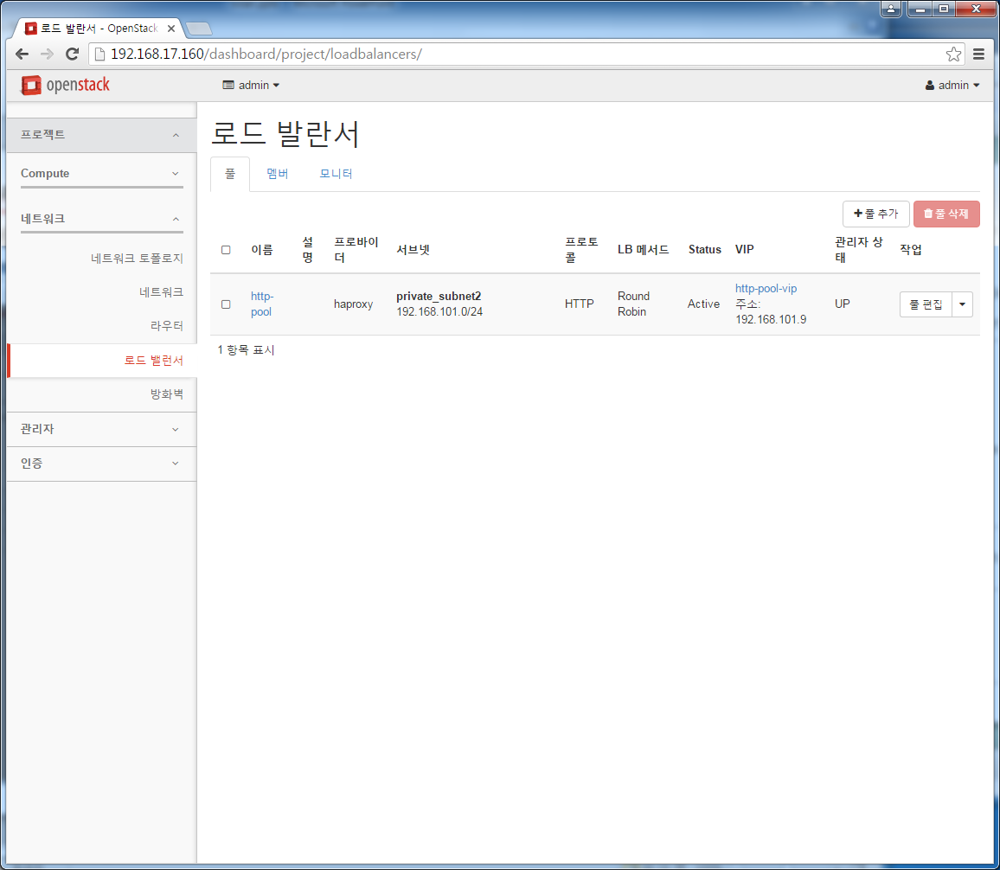 로드 발란서 - OpenStack
192.168.17.160/dashboard/project/loadbalancers/
openstack
admin
admin
프로젝트
Compute
네트워크
네트워크 토폴로지
네트워크
라우터
로드 밸런서
방화벽
관리자
인증
로드 발란서
풀 멤버 모니터
풀 추가 풀 삭제
이름
설
명
프로바이
더
서브넷
프로토
콜
LB 메서드
Status
VIP
관리자 상
태
작업
http-
pool
haproxy
private_subnet2
192.168.101.0/24
HTTP
Round
Robin
Active
http-pool-vip
주소:
192.168.101.9
UP
풀 편집
1 항목 표시